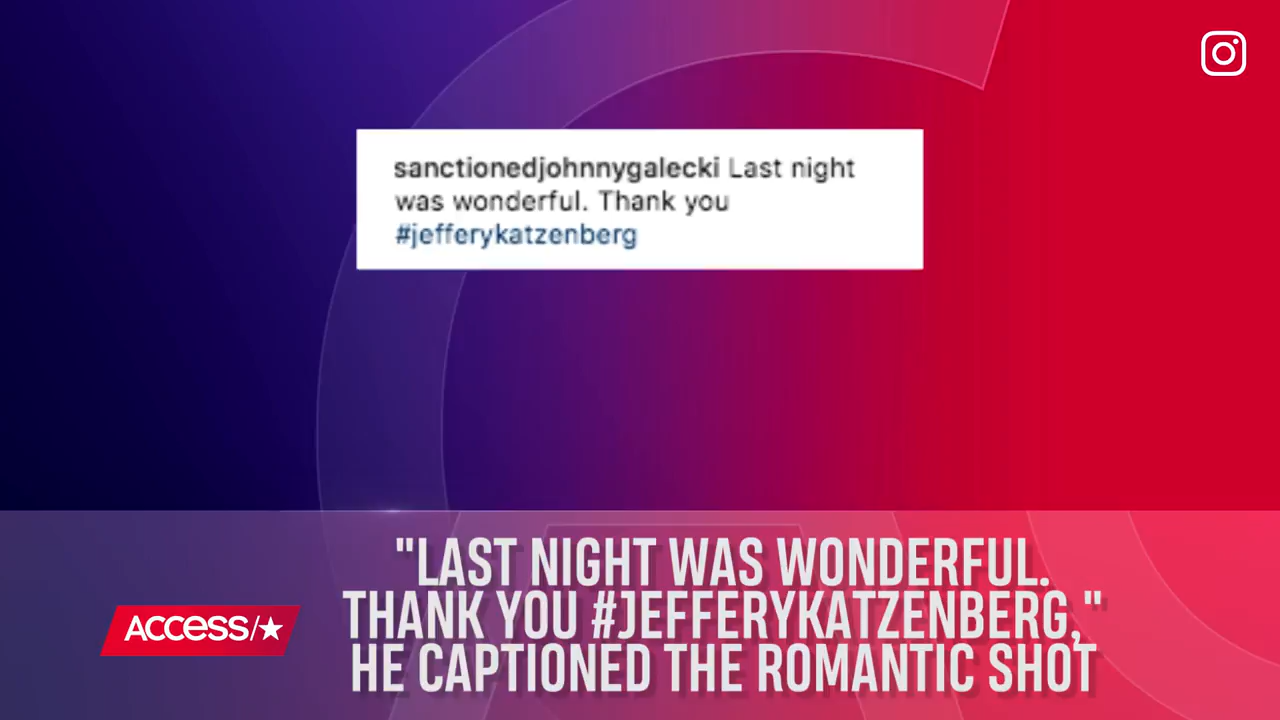 sanctionedjohnnygalecki Last night
was wonderful. Thank you
#jefferykatzenberg
"LAST NIGHT WAS WONDERFUL.
THANK YOU #JEFFERYKATZENBERG,"
HE CAPTIONED THE ROMANTIC SHOT
ACCESS/